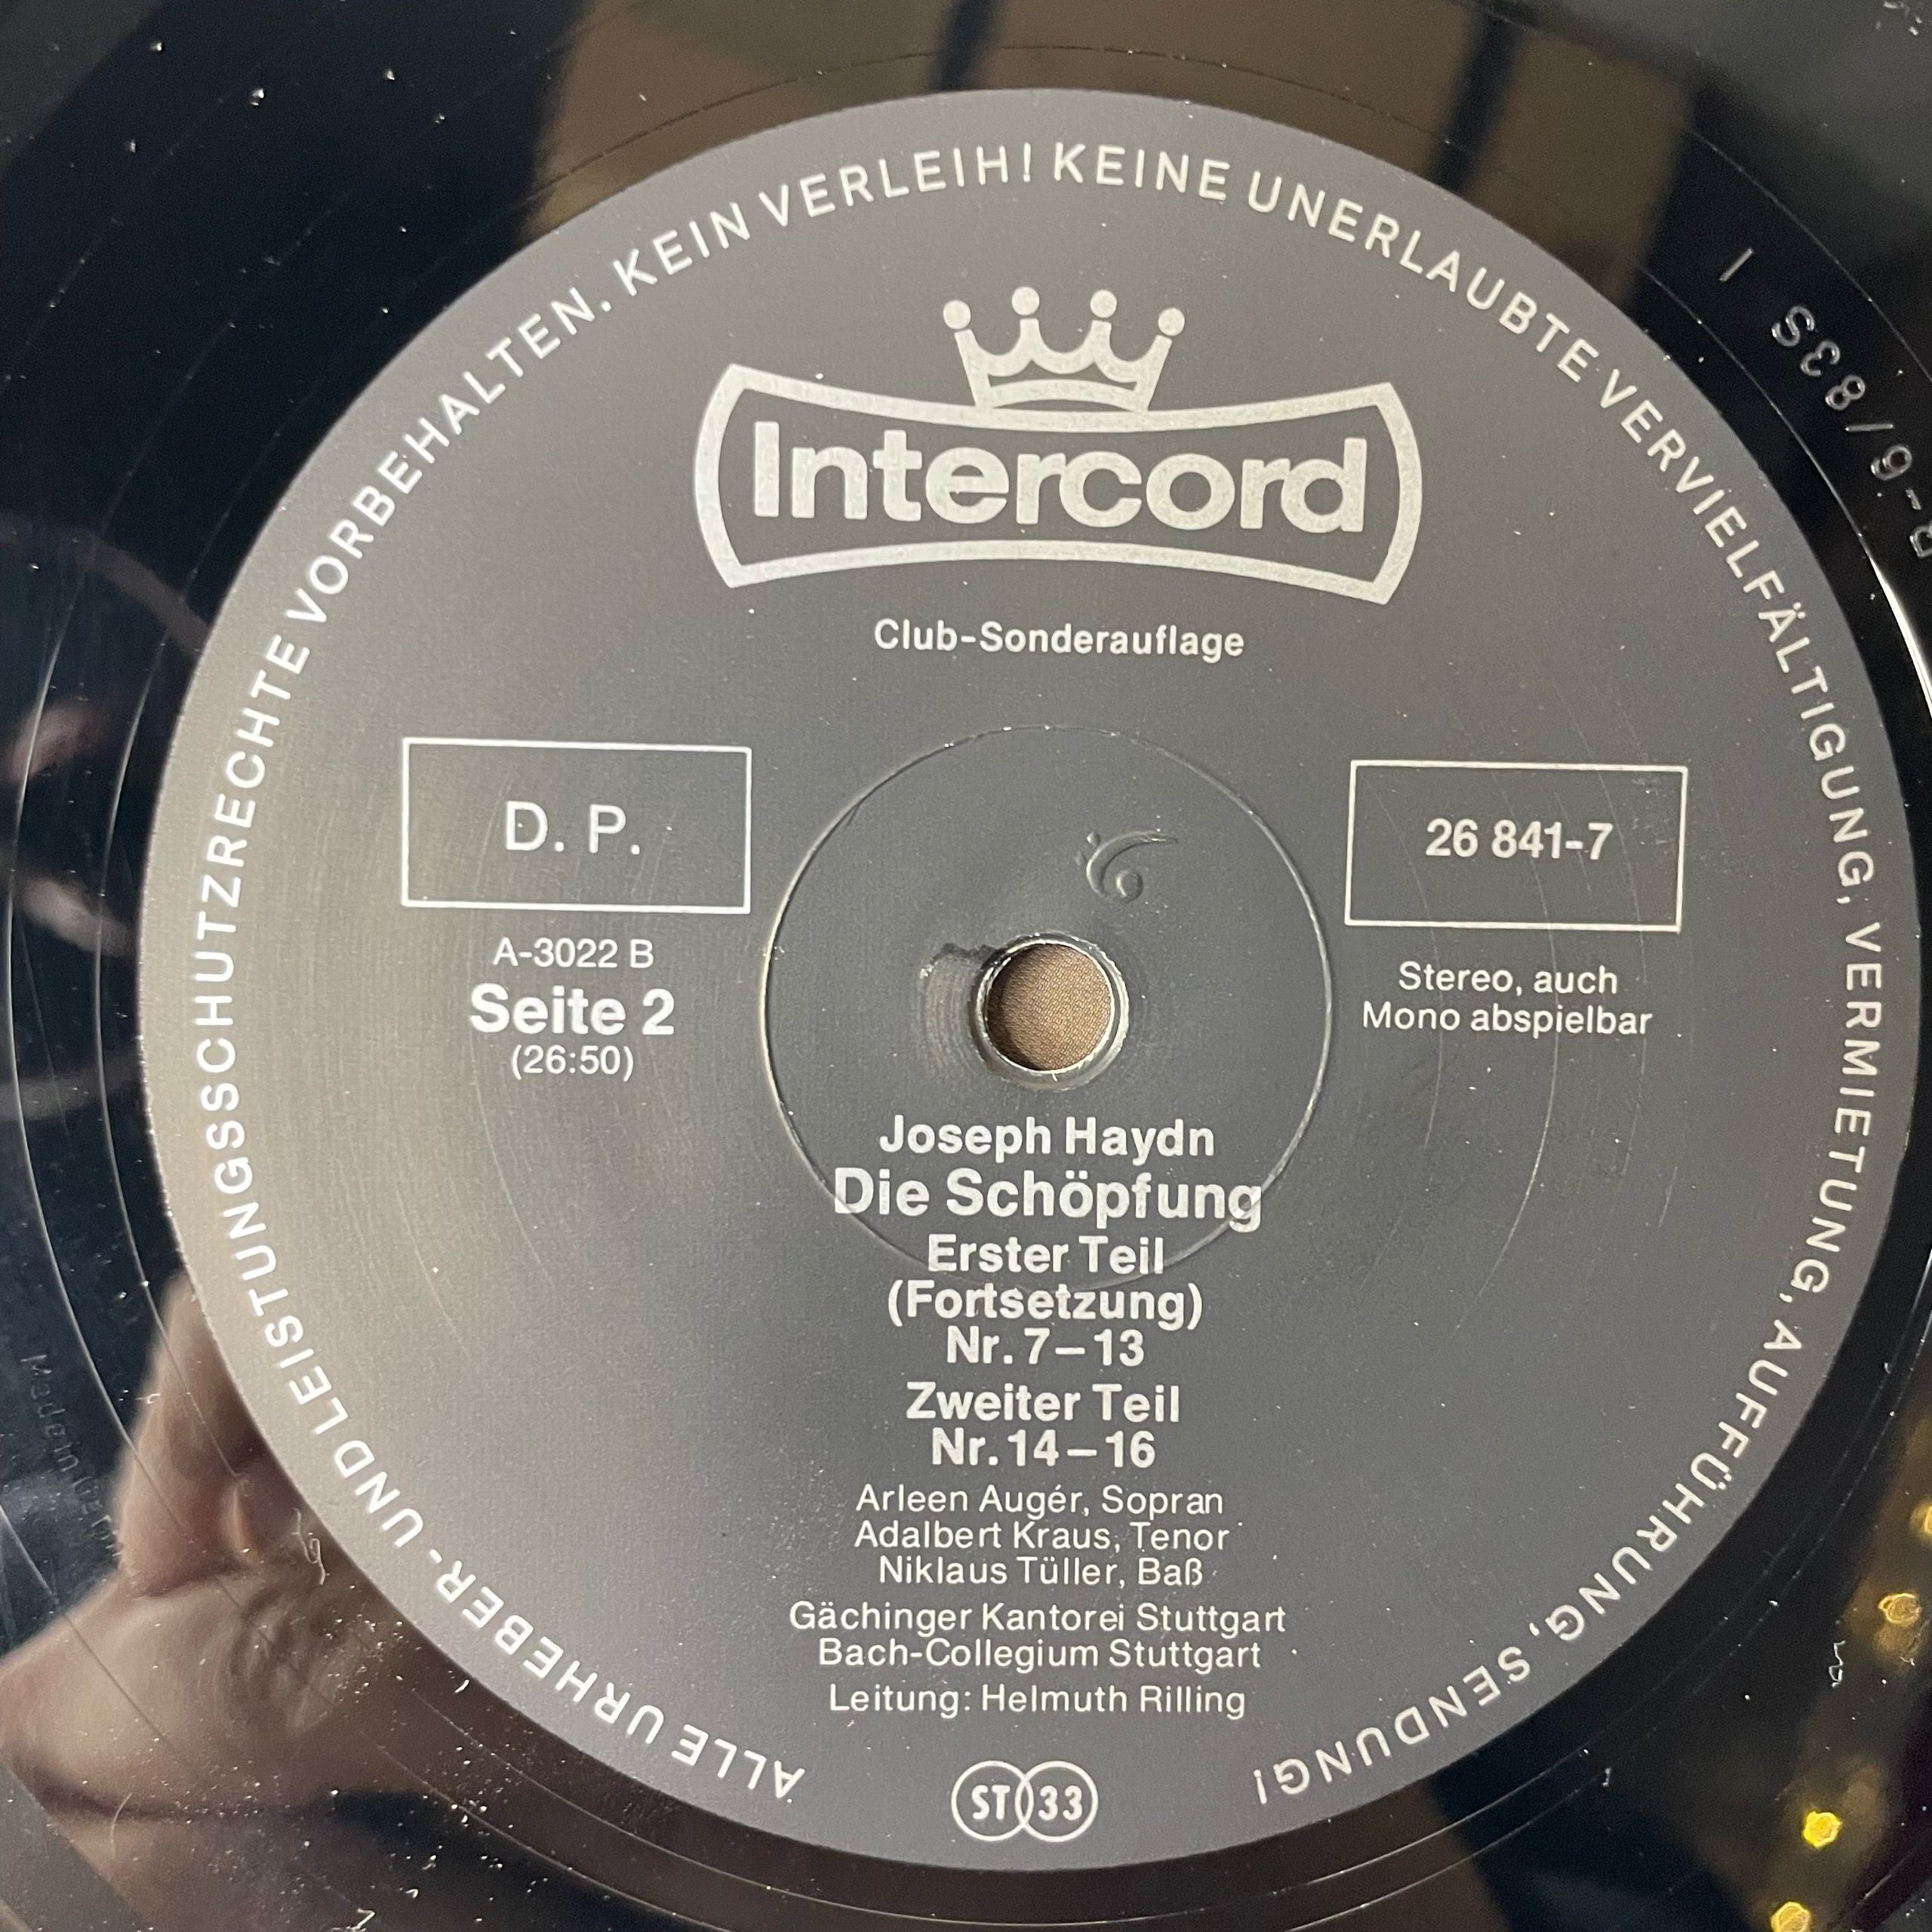 ALLE URHEBER- UND LEISTUNGSSCHUTZRECHTE VORBEHALTEN. KEIN VERLEIH! KEINE UNERLAUBTE VERVIELFÄLTIGUNG, VERMIETUNG, AUFFÜHRUNG, SENDUNG!
Intercord
Club-Sonderauflage
D. P.
26 841-7
A-3022 B
Seite 2
(26:50)
Stereo, auch
Mono abspielbar
Joseph Haydn
Die Schöpfung
Erster Teil
(Fortsetzung)
Nr. 7–13
Zweiter Teil
Nr. 14–16
Arleen Augér, Sopran
Adalbert Kraus, Tenor
Niklaus Tüller, Baß
Gächinger Kantorei Stuttgart
Bach-Collegium Stuttgart
Leitung: Helmuth Rilling
ST 33
Made in